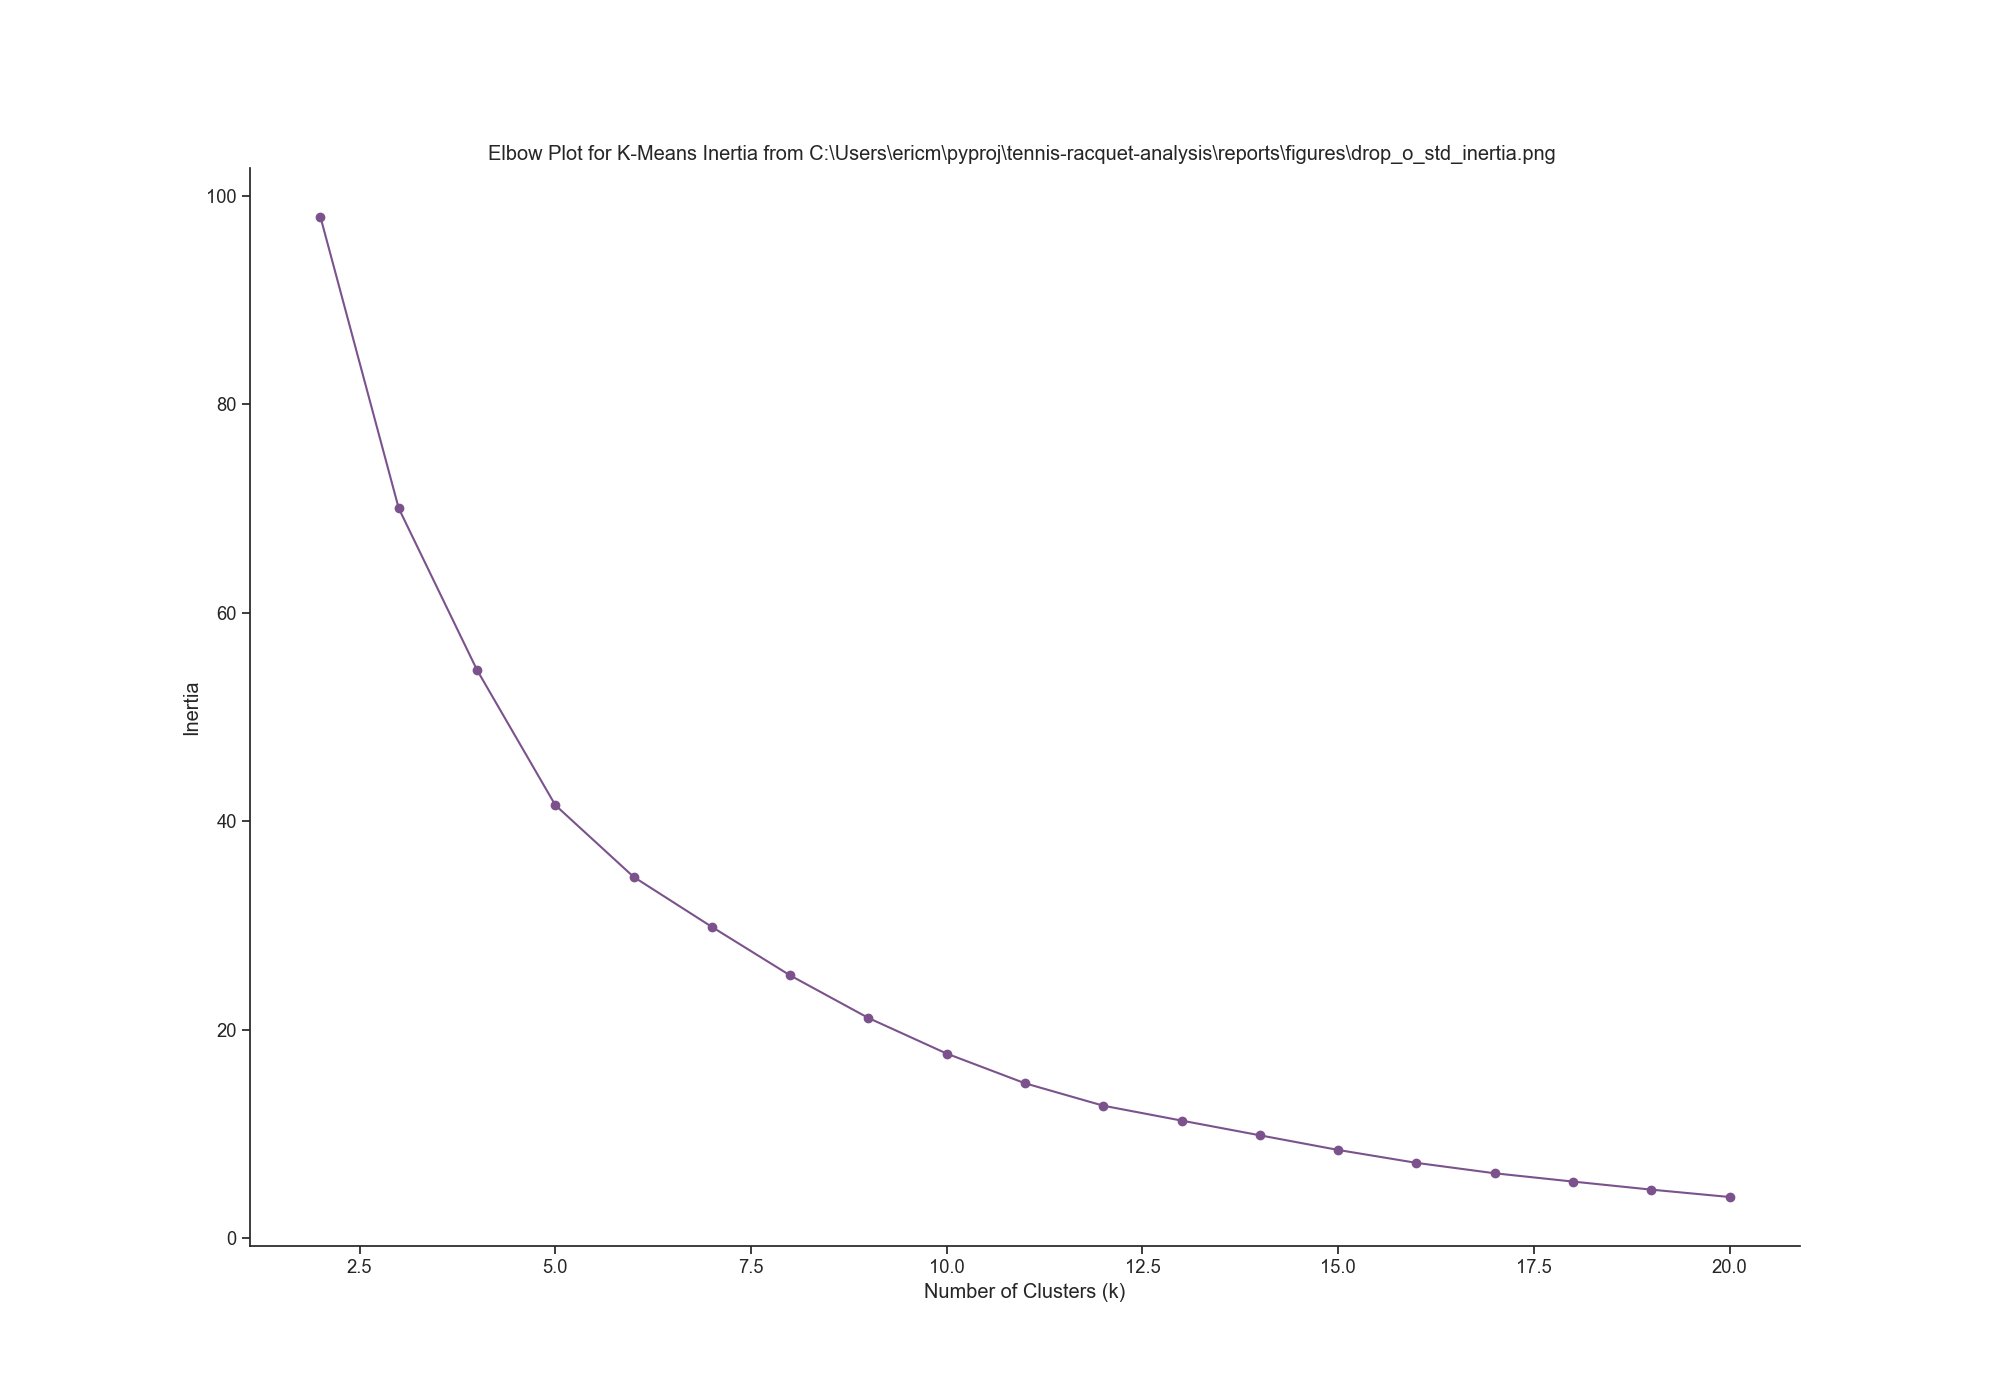 Elbow Plot for K-Means Inertia from C:\Users\ericm\pyproj\tennis-racquet-analysis\reports\figures\drop_o_std_inertia.png
100
80
60
40
20
0
Inertia
2.5 5.0 7.5 10.0 12.5 15.0 17.5 20.0
Number of Clusters (k)